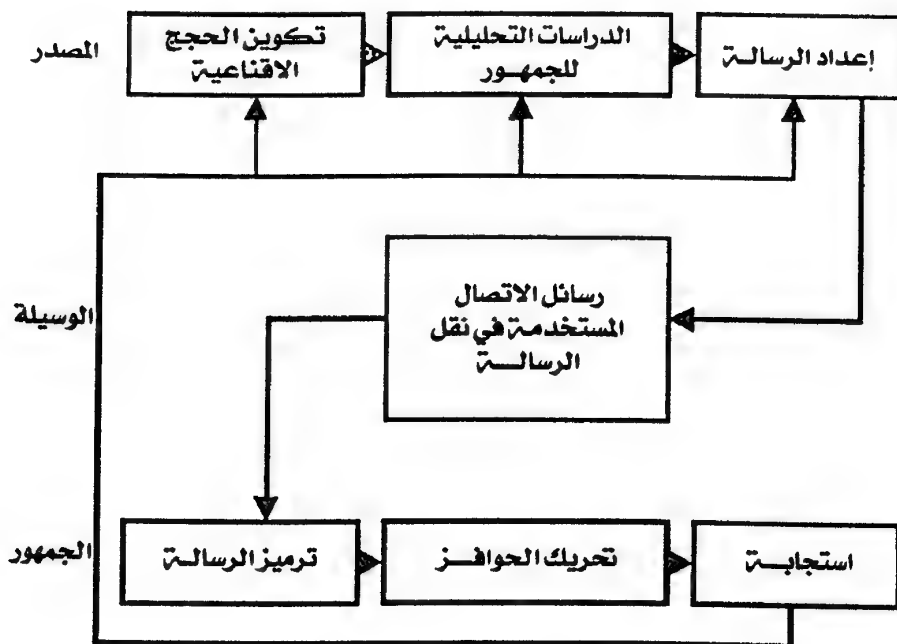 المصدر
إعداد الرسالة
الدراسات التحليلية
للجمهور
تكوين الحجج
الاقناعية
الوسيلة
رسائل الاتصال
المستخدمة في نقل
الرسالة
الجمهور
استجابة
تحريك الحوافز
ترميز الرسالة